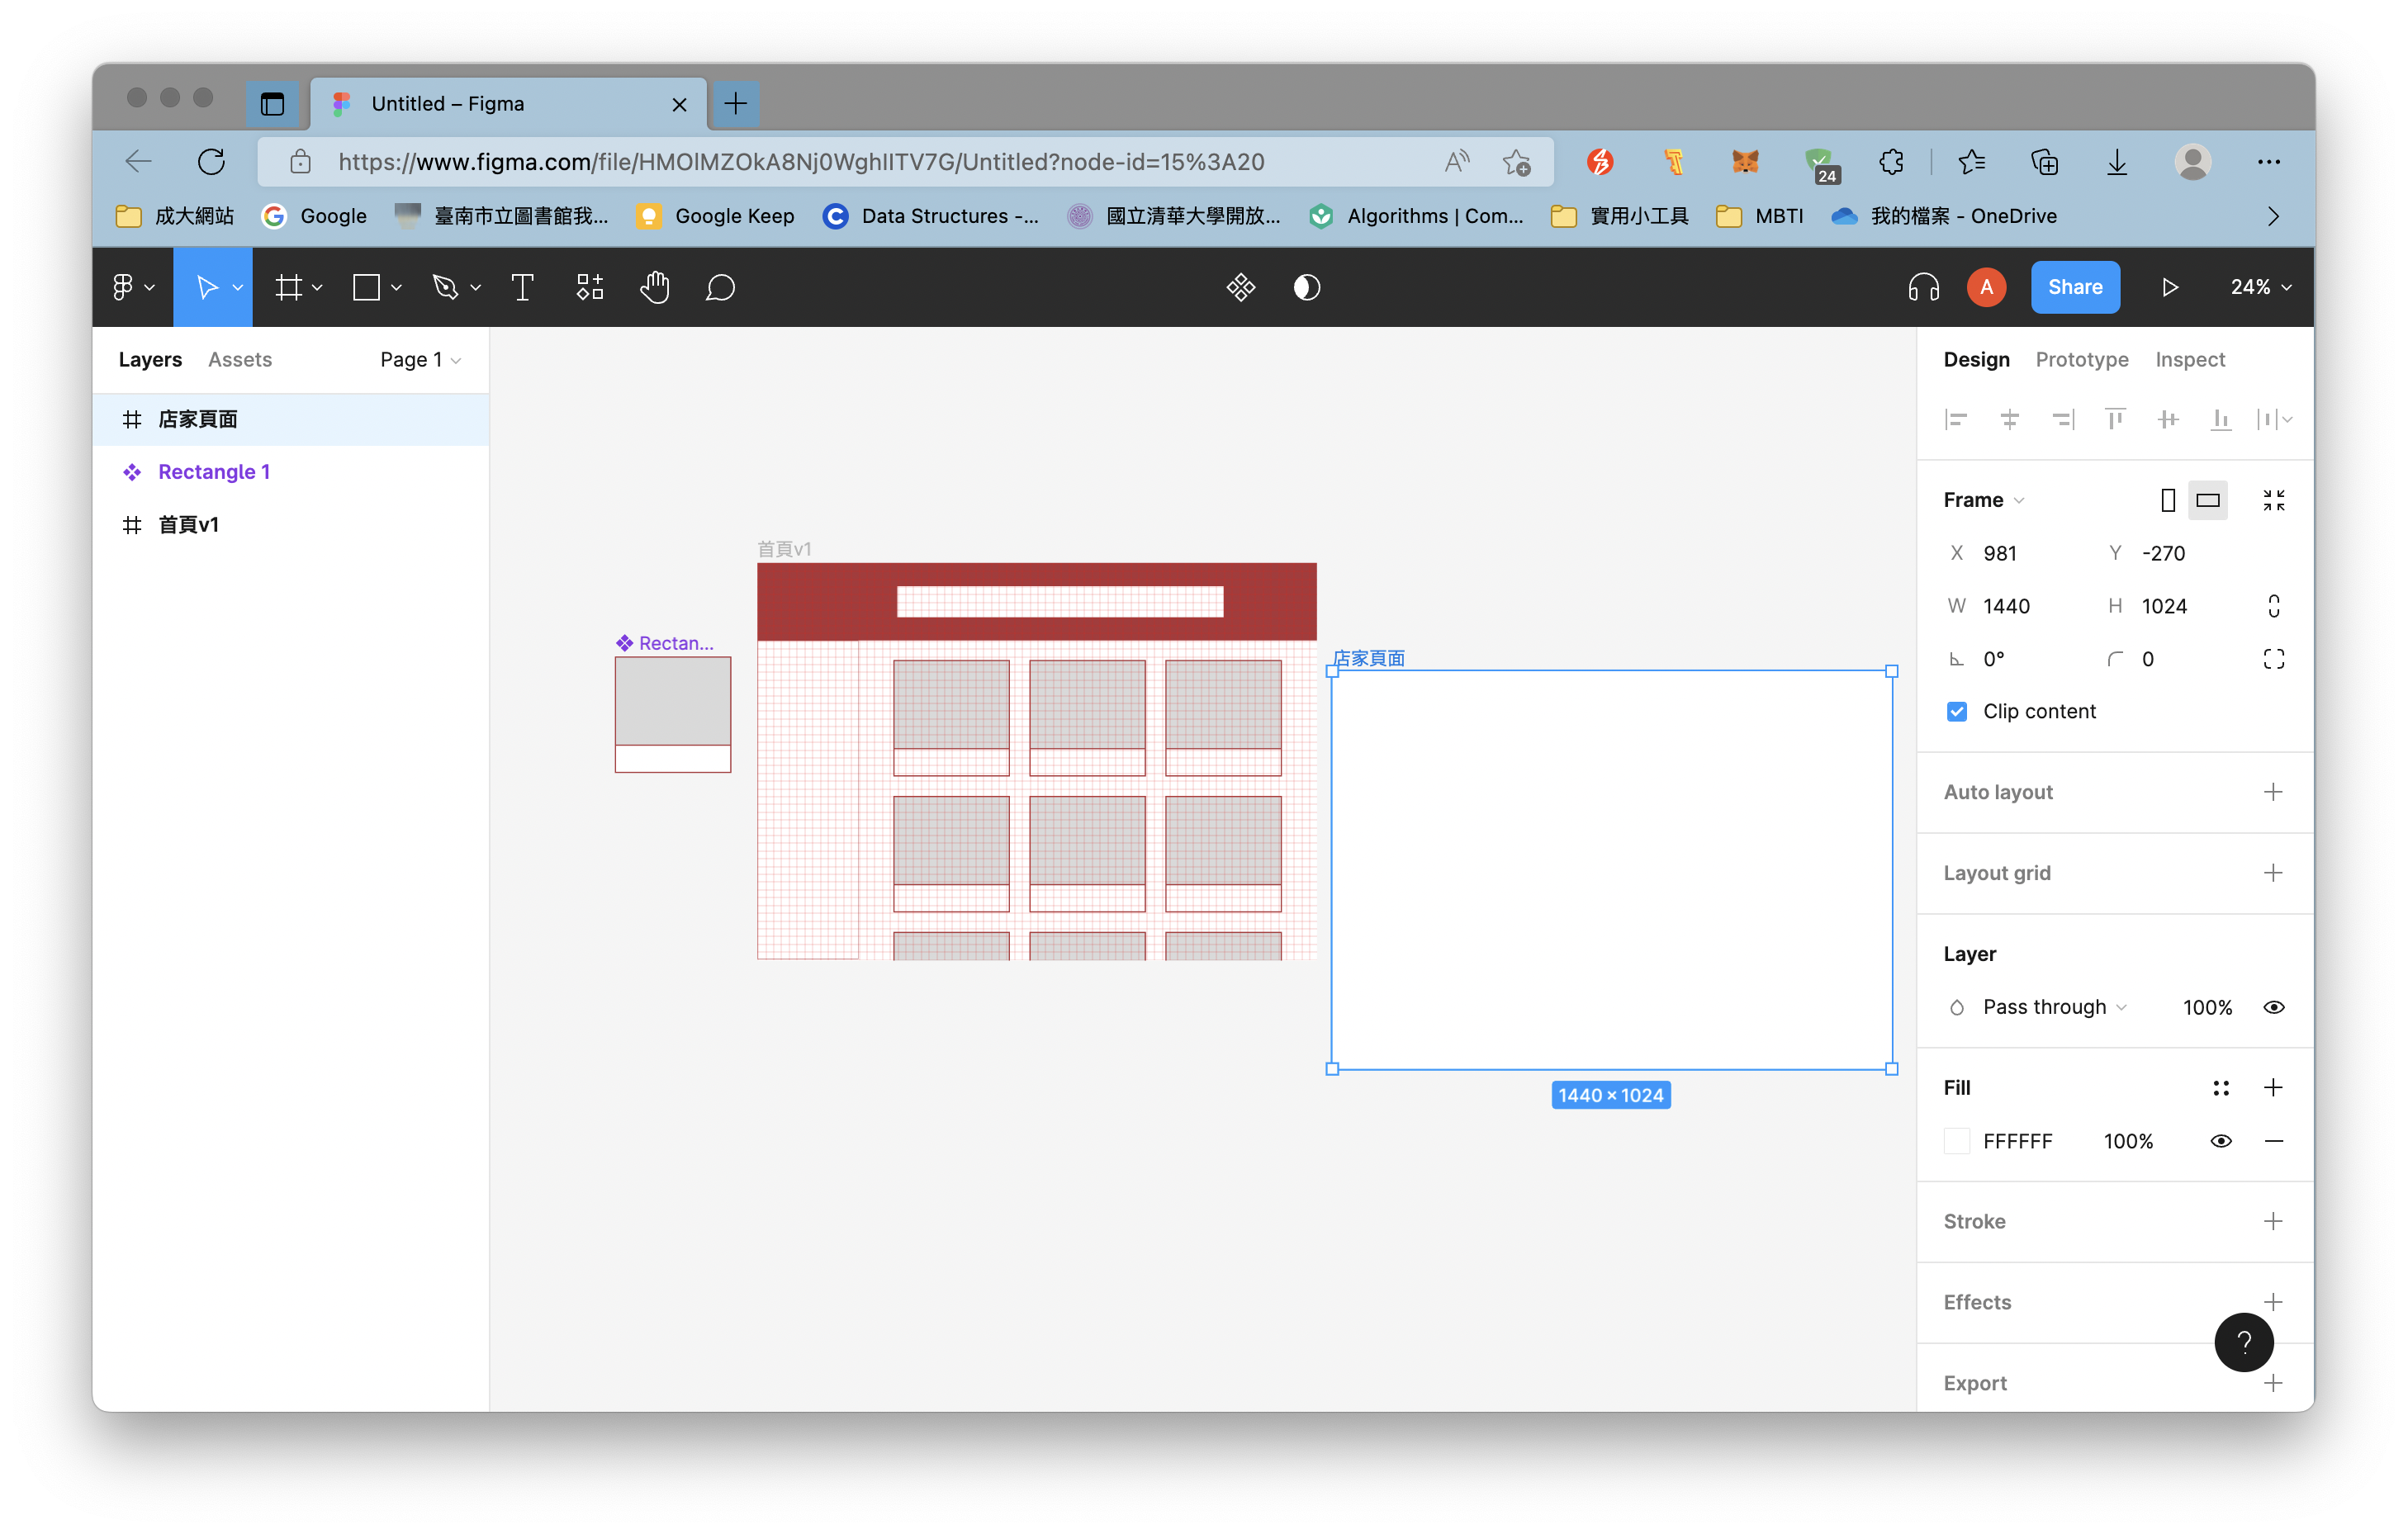 Untitled – Figma
https://www.figma.com/file/HMOlMZOkA8Nj0WghIITV7G/Untitled?node-id=15%3A20
24
成大網站 Google 臺南市立圖書館我... Google Keep Data Structures -... 國立清華大學開放... Algorithms | Com... 實用小工具 MBTI 我的檔案 - OneDrive
A Share 24%
Layers Assets Page 1
店家頁面
Rectangle 1
首頁v1
首頁v1
Rectan...
店家頁面
1440 × 1024
Design Prototype Inspect
Frame
X 981 Y -270
W 1440 H 1024
0° 0
Clip content
Auto layout
Layout grid
Layer
Pass through 100%
Fill
FFFFFF 100%
Stroke
Effects
?
Export